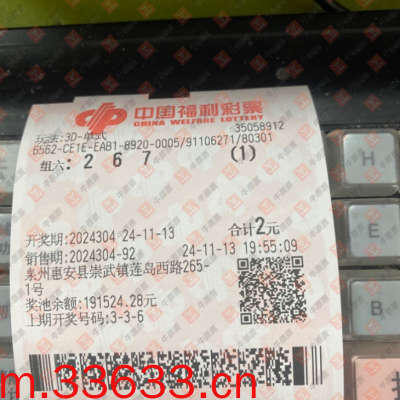 中国福利彩票
CHINA WELFARE LOTTERY
玩法:3D-单式
35058912
6562-CE1E-EAB1-8920-0005/91106271/80301
组六: 2 6 7 (1)
开奖期:2024304 24-11-13 合计2元
销售期:2024304-92 24-11-13 19:55:09
泉州惠安县崇武镇莲岛西路265-
1号
奖池余额:191524.28元
上期开奖号码:3-3-6
H
E
B
m.33633.cn